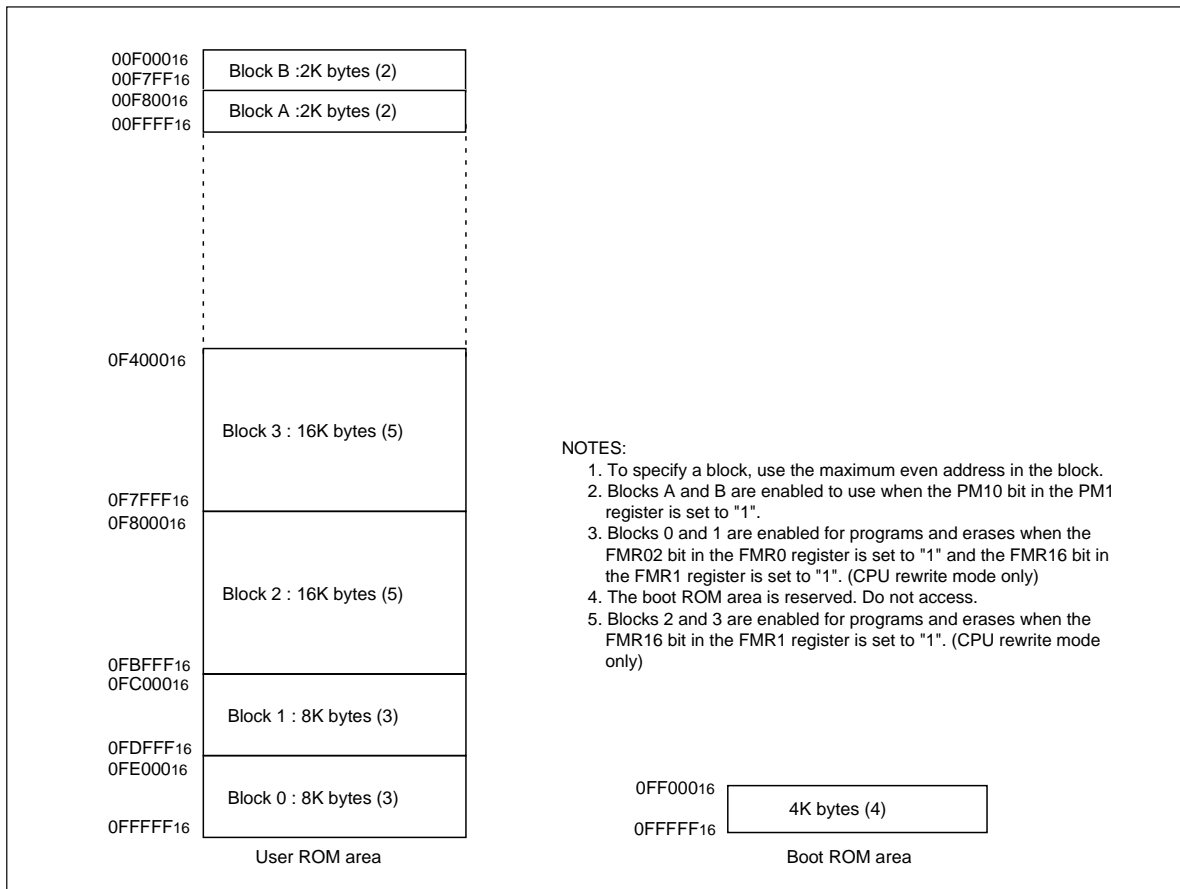 00F00016
Block B :2K bytes (2)
00F7FF16
00F80016
Block A :2K bytes (2)
00FFFF16
0F400016
Block 3 : 16K bytes (5)
0F7FFF16
0F800016
Block 2 : 16K bytes (5)
0FBFFF16
0FC00016
Block 1 : 8K bytes (3)
0FDFFF16
0FE00016
Block 0 : 8K bytes (3)
0FFFFF16
User ROM area
NOTES:
1. To specify a block, use the maximum even address in the block.
2. Blocks A and B are enabled to use when the PM10 bit in the PM1
register is set to "1".
3. Blocks 0 and 1 are enabled for programs and erases when the
FMR02 bit in the FMR0 register is set to "1" and the FMR16 bit in
the FMR1 register is set to "1". (CPU rewrite mode only)
4. The boot ROM area is reserved. Do not access.
5. Blocks 2 and 3 are enabled for programs and erases when the
FMR16 bit in the FMR1 register is set to "1". (CPU rewrite mode
only)
0FF00016
4K bytes (4)
0FFFFF16
Boot ROM area